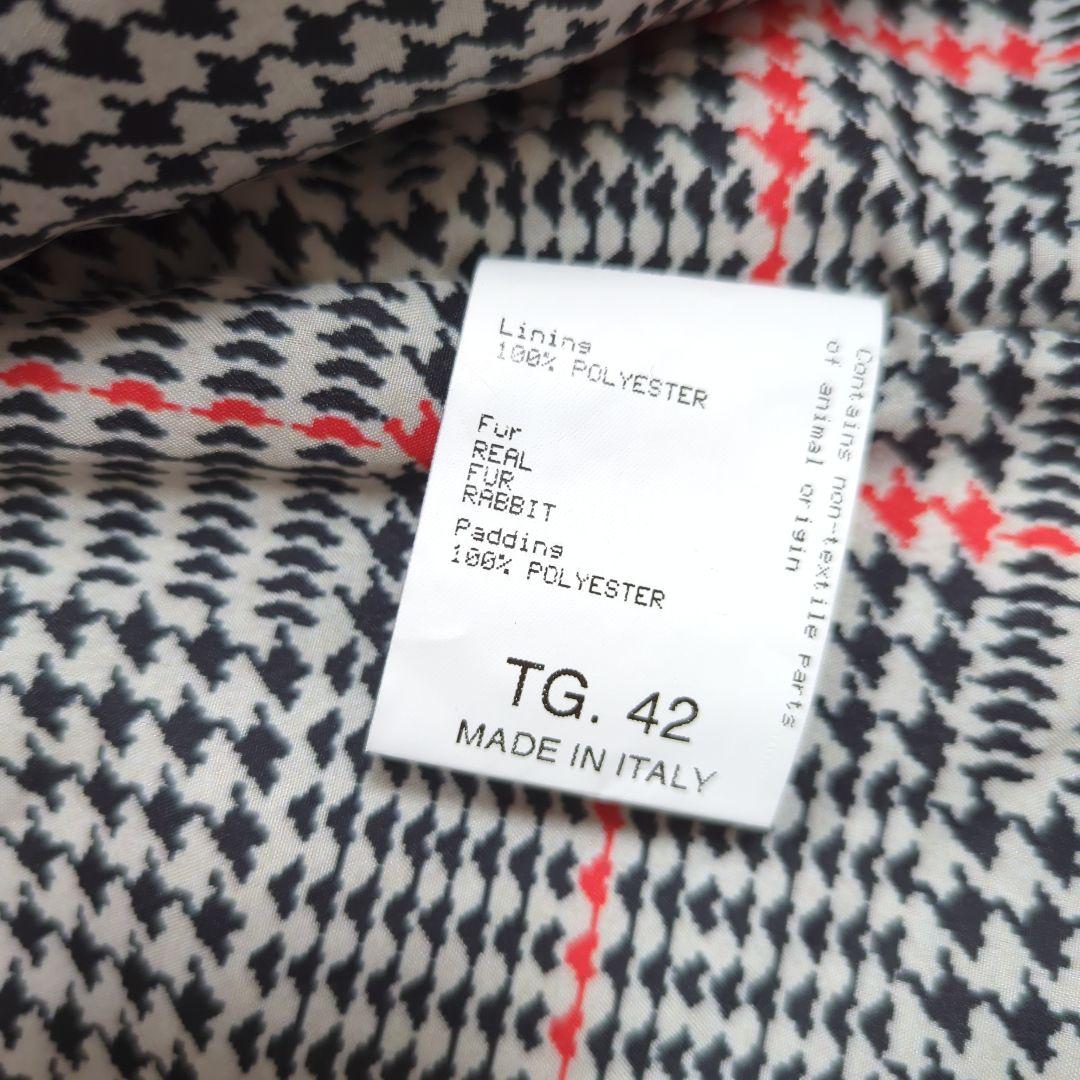 Lining
100% POLYESTER
Fur
REAL
FUR
RABBIT
Padding
100% POLYESTER
TG. 42
MADE IN ITALY
Contains non-textile parts
of animal origin